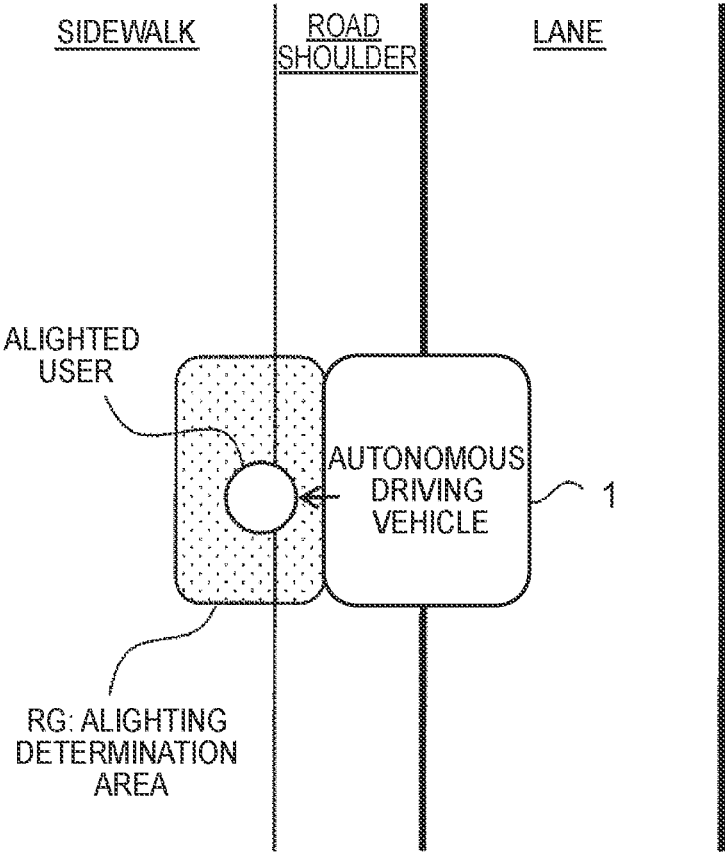 SIDEWALK
ROAD
SHOULDER
LANE
ALIGHTED
USER
AUTONOMOUS
DRIVING
VEHICLE
1
RG: ALIGHTING
DETERMINATION
AREA